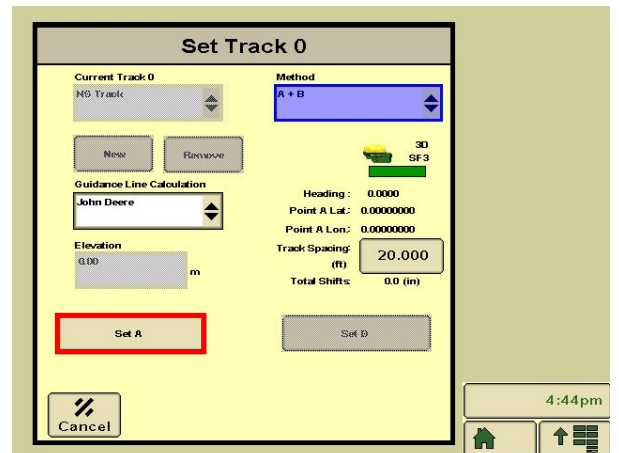 Set Track 0
Current Track 0
Method
No Track
A + B
New
Remove
3D
SF3
Guidance Line Calculation
John Deere
Heading : 0.0000
Point A Lat.: 0.00000000
Point A Lon.: 0.00000000
Elevation
0.00
m
Track Spacing:
(ft)
20.000
Total Shifts: 0.0 (in)
Set A
Set B
Cancel
4:44pm